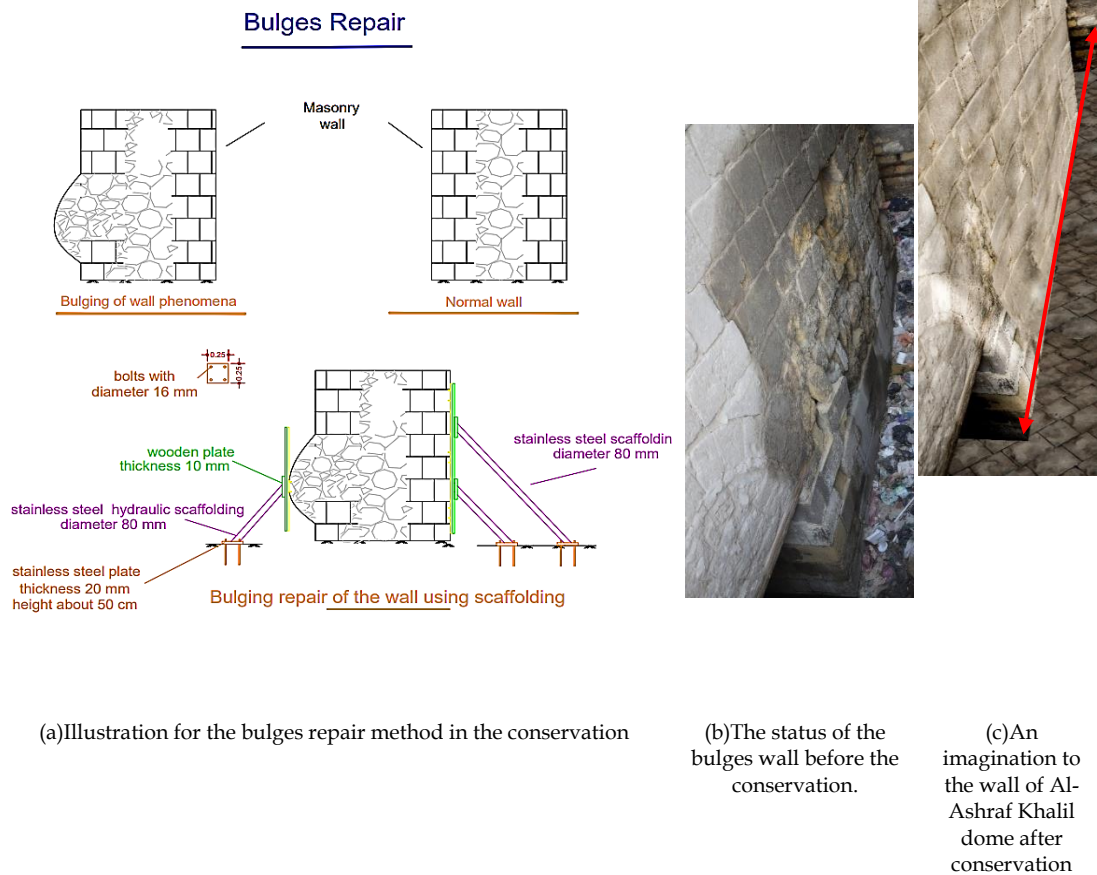 Bulges Repair
Masonry
wall
Bulging of wall phenomena
Normal wall
0.25
0.25
bolts with
diameter 16 mm
wooden plate
thickness 10 mm
stainless steel hydraulic scaffolding
diameter 80 mm
stainless steel scaffoldin
diameter 80 mm
stainless steel plate
thickness 20 mm
height about 50 cm
Bulging repair of the wall using scaffolding
(a)Illustration for the bulges repair method in the conservation
(b)The status of the
bulges wall before the
conservation.
(c)An
imagination to
the wall of Al-
Ashraf Khalil
dome after
conservation